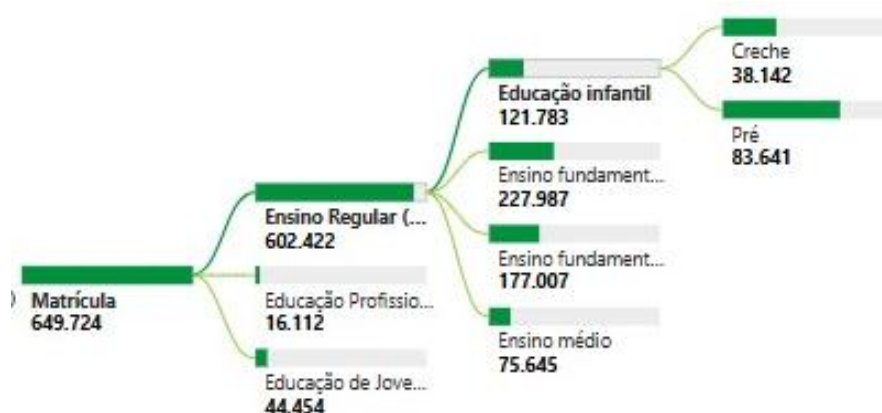 Matrícula
649.724
Ensino Regular (...
602.422
Educação Profissio...
16.112
Educação de Jove...
44.454
Educação infantil
121.783
Ensino fundament...
227.987
Ensino fundament...
177.007
Ensino médio
75.645
Creche
38.142
Pré
83.641